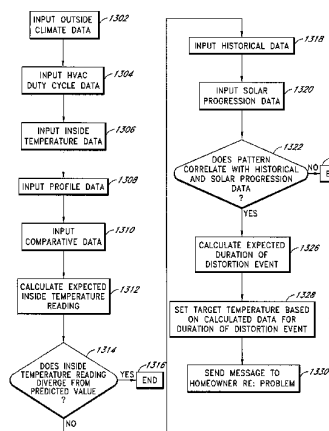 INPUT OUTSIDE
CLIMATE DATA
1302
INPUT HVAC
DUTY CYCLE DATA
1304
INPUT INSIDE
TEMPERATURE DATA
1306
INPUT PROFILE DATA
1308
INPUT
COMPARATIVE DATA
1310
CALCULATE EXPECTED
INSIDE TEMPERATURE
READING
1312
DOES INSIDE
TEMPERATURE READING
DIVERGE FROM
PREDICTED VALUE
?
1314
YES
END
1316
NO
INPUT HISTORICAL DATA
1318
INPUT SOLAR
PROGRESSION DATA
1320
DOES PATTERN
CORRELATE WITH HISTORICAL
AND SOLAR PROGRESSION
DATA
?
1322
NO
YES
CALCULATE EXPECTED
DURATION OF
DISTORTION EVENT
1326
SET TARGET TEMPERATURE BASED
ON CALCULATED DATA FOR
DURATION OF DISTORTION EVENT
1328
SEND MESSAGE TO
HOMEOWNER RE: PROBLEM
1330